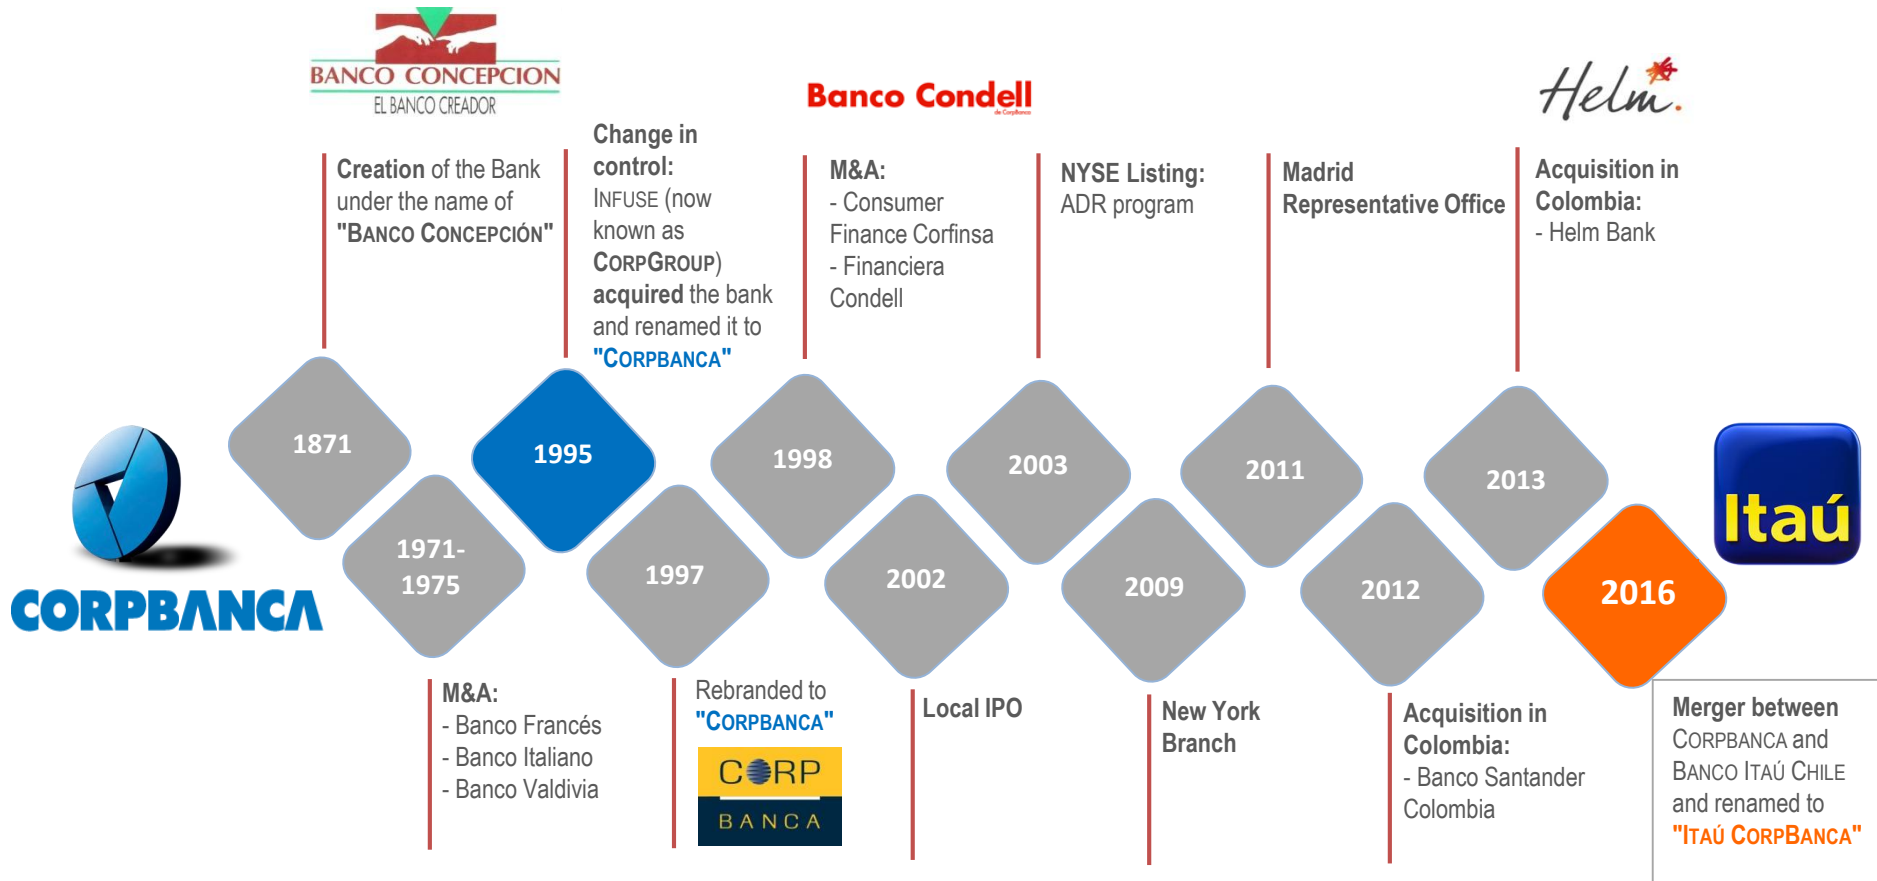 BANCO CONCEPCION
EL BANCO CREADOR
Banco Condell
de CorpBanca
Helm.
Creation of the Bank
under the name of
"BANCO CONCEPCIÓN"
Change in
control:
INFUSE (now
known as
CORPGROUP)
acquired the bank
and renamed it to
"CORPBANCA"
M&A:
- Consumer
Finance Corfinsa
- Financiera
Condell
NYSE Listing:
ADR program
Madrid
Representative Office
Acquisition in
Colombia:
- Helm Bank
1871
1995
1998
2003
2011
2013
1971-
1975
1997
2002
2009
2012
2016
CORPBANCA
Itaú
M&A:
- Banco Francés
- Banco Italiano
- Banco Valdivia
Rebranded to
"CORPBANCA"
CORP
BANCA
Local IPO
New York
Branch
Acquisition in
Colombia:
- Banco Santander
Colombia
Merger between
CORPBANCA and
BANCO ITAÚ CHILE
and renamed to
"ITAÚ CORPBANCA"